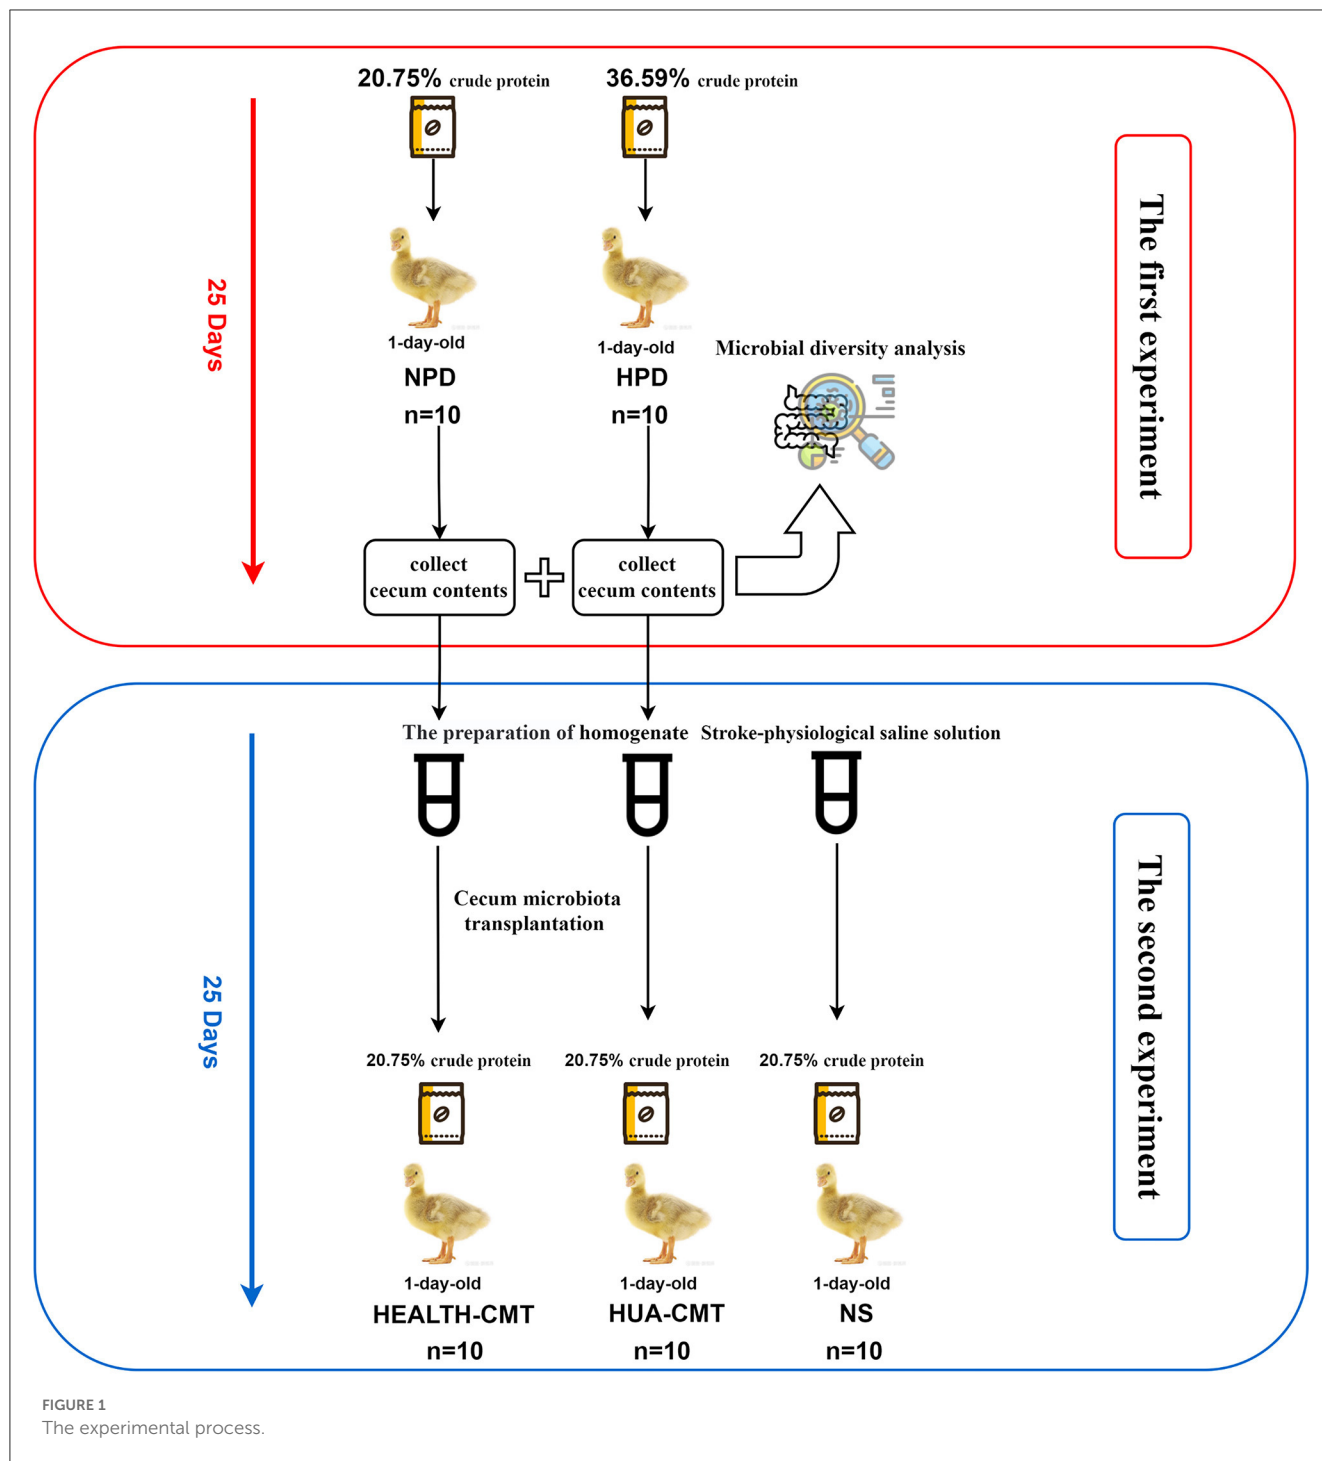 20.75% crude protein
36.59% crude protein
25 Days
1-day-old
NPD
n=10
1-day-old
HPD
n=10
Microbial diversity analysis
The first experiment
collect
cecum contents
collect
cecum contents
The preparation of homogenate
Stroke-physiological saline solution
Cecum microbiota
transplantation
25 Days
The second experiment
20.75% crude protein
20.75% crude protein
20.75% crude protein
1-day-old
HEALTH-CMT
n=10
1-day-old
HUA-CMT
n=10
1-day-old
NS
n=10
FIGURE 1
The experimental process.